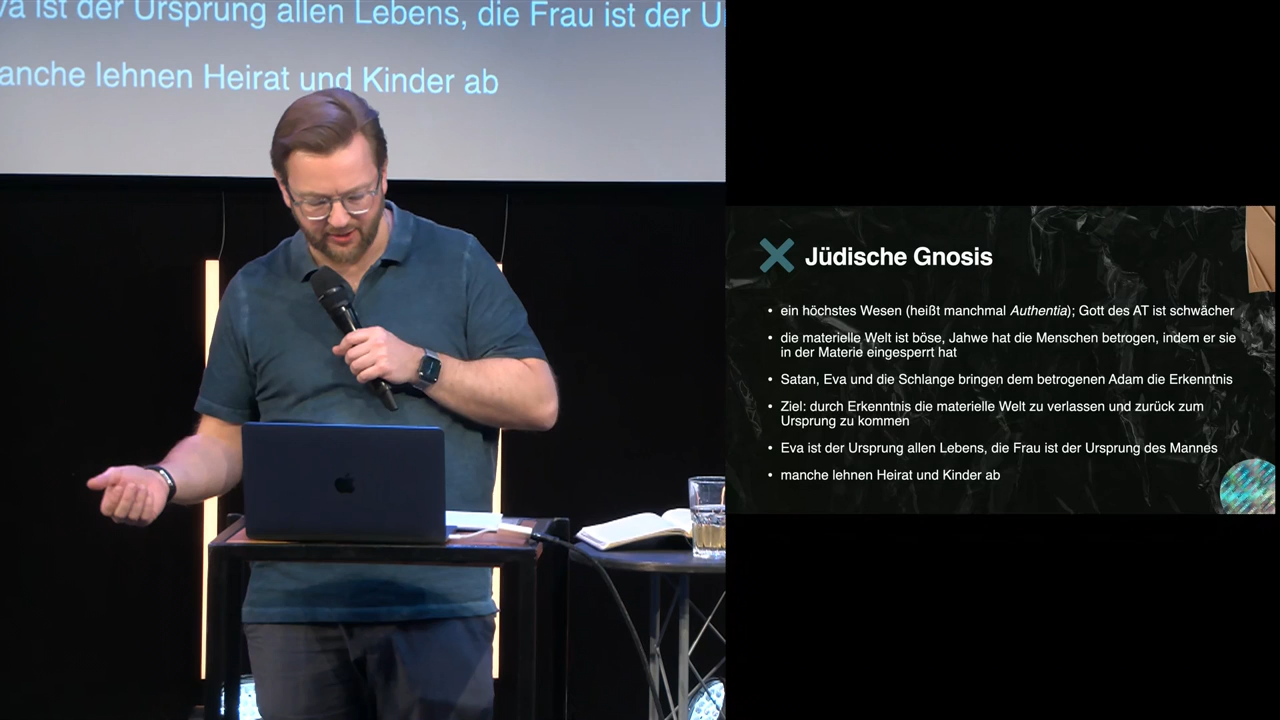 va ist der Ursprung allen Lebens, die Frau ist der U
anche lehnen Heirat und Kinder ab
Jüdische Gnosis
• ein höchstes Wesen (heißt manchmal Authentia); Gott des AT ist schwächer
• die materielle Welt ist böse, Jahwe hat die Menschen betrogen, indem er sie
in der Materie eingesperrt hat
• Satan, Eva und die Schlange bringen dem betrogenen Adam die Erkenntnis
• Ziel: durch Erkenntnis die materielle Welt zu verlassen und zurück zum
Ursprung zu kommen
• Eva ist der Ursprung allen Lebens, die Frau ist der Ursprung des Mannes
• manche lehnen Heirat und Kinder ab